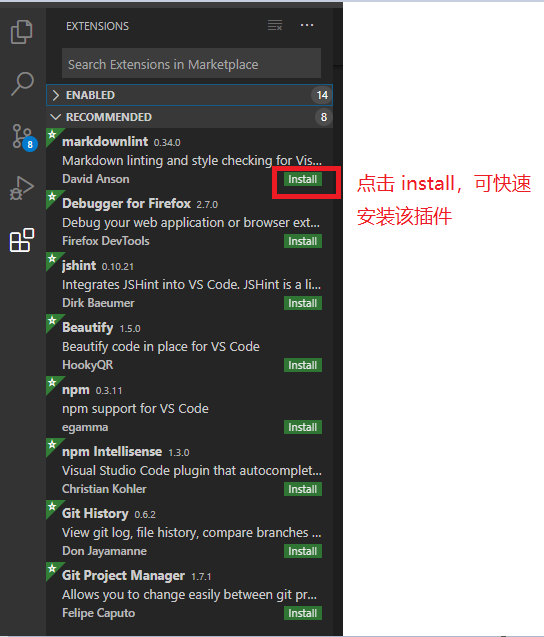 EXTENSIONS
Search Extensions in Marketplace
ENABLED 14
RECOMMENDED 8
markdownlint 0.34.0
Markdown linting and style checking for Vis...
David Anson Install
点击 install，可快速
安装该插件
Debugger for Firefox 2.7.0
Debug your web application or browser ext...
Firefox DevTools Install
jshint 0.10.21
Integrates JSHint into VS Code. JSHint is a li...
Dirk Baeumer Install
Beautify 1.5.0
Beautify code in place for VS Code
HookyQR Install
npm 0.3.11
npm support for VS Code
egamma Install
npm Intellisense 1.3.0
Visual Studio Code plugin that autocomplet...
Christian Kohler Install
Git History 0.6.2
View git log, file history, compare branches ...
Don Jayamanne Install
Git Project Manager 1.7.1
Allows you to change easily between git pr...
Felipe Caputo Install
8